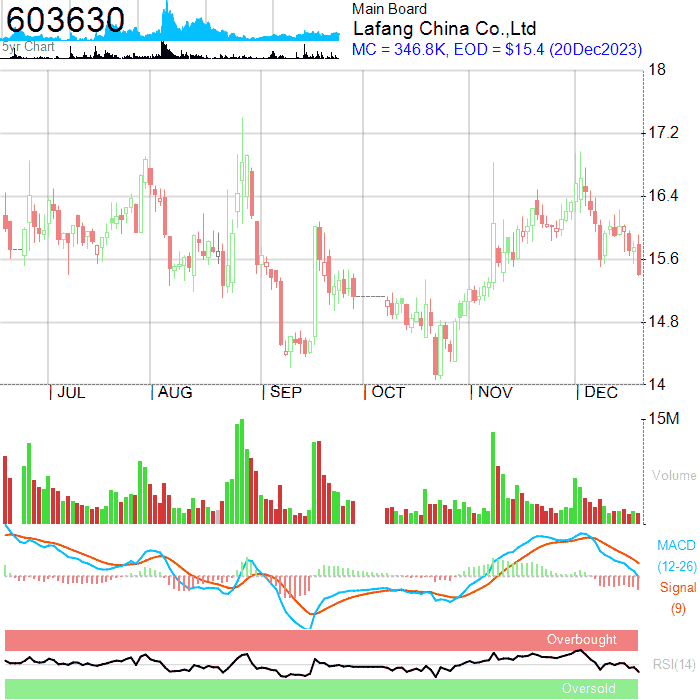 603630
5yr Chart
Main Board
Lafang China Co.,Ltd
MC = 346.8K, EOD = $15.4 (20Dec2023)
18
17.2
16.4
15.6
14.8
14
JUL AUG SEP OCT NOV DEC
15M
Volume
MACD
(12-26)
Signal
(9)
Overbought
RSI(14)
Oversold